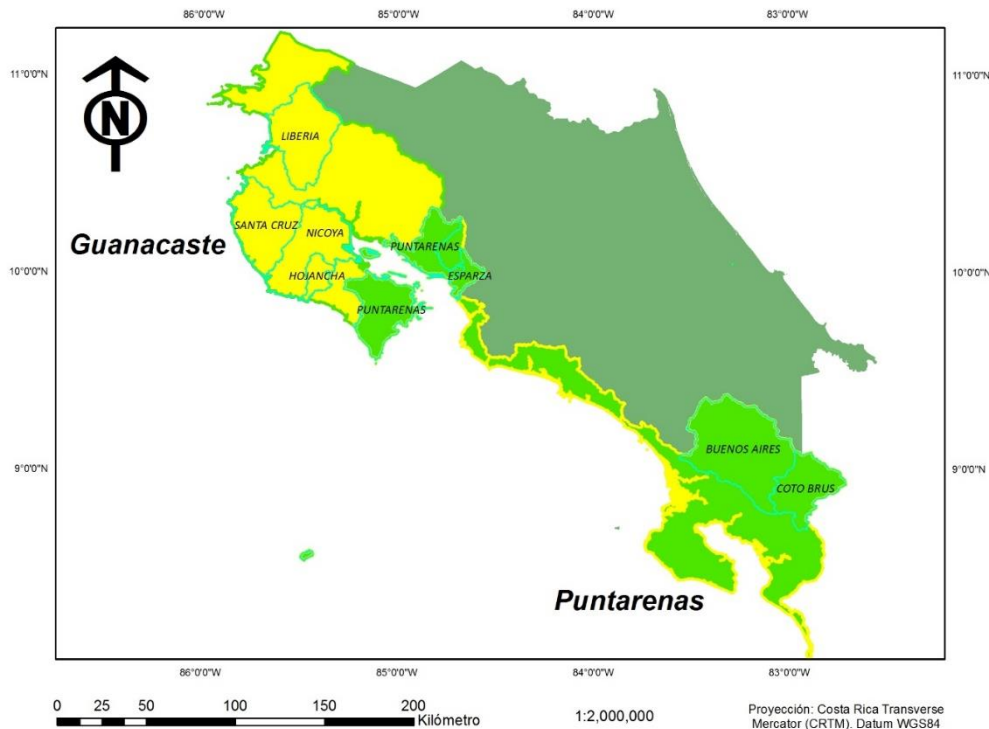 86°0'0"W 85°0'0"W 84°0'0"W 83°0'0"W
11°0'0"N 11°0'0"N
N
LIBERIA
SANTA CRUZ
NICOYA
Guanacaste
PUNTARENAS
10°0'0"N 10°0'0"N
HOJANCHA
ESPARZA
PUNTARENAS
BUENOS AIRES
9°0'0"N 9°0'0"N
COTO BRUS
Puntarenas
86°0'0"W 85°0'0"W 84°0'0"W 83°0'0"W
0 25 50 100 150 200
Kilómetro
1:2,000,000
Proyección: Costa Rica Transverse
Mercator (CRTM). Datum WGS84